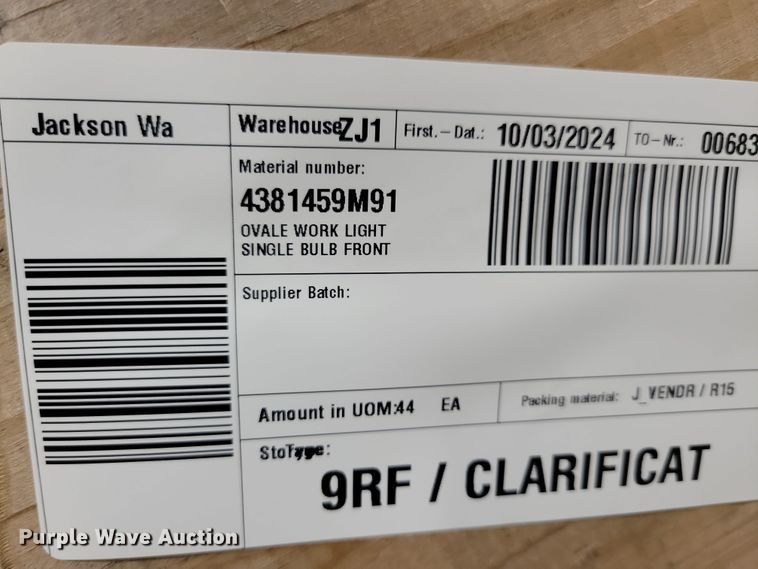 Jackson Wa
Warehouse ZJ1
First.-Dat.: 10/03/2024
TO-Nr.: 00683
Material number:
4381459M91
OVALE WORK LIGHT
SINGLE BULB FRONT
Supplier Batch:
Amount in UOM:44 EA
Packing material: J_VENDR / R15
9RF / CLARIFICAT
Purple Wave Auction